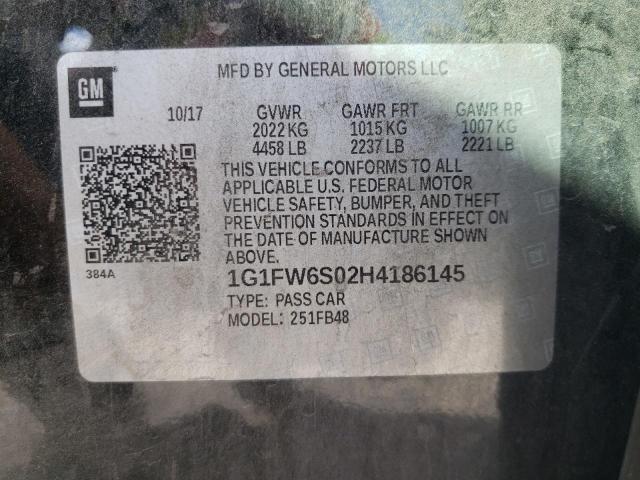 GM
MFD BY GENERAL MOTORS LLC
10/17 GVWR GAWR FRT GAWR RR
2022 KG 1015 KG 1007 KG
4458 LB 2237 LB 2221 LB
THIS VEHICLE CONFORMS TO ALL
APPLICABLE U.S. FEDERAL MOTOR
VEHICLE SAFETY, BUMPER, AND THEFT
PREVENTION STANDARDS IN EFFECT ON
THE DATE OF MANUFACTURE SHOWN
ABOVE.
384A
1G1FW6S02H4186145
TYPE: PASS CAR
MODEL: 251FB48